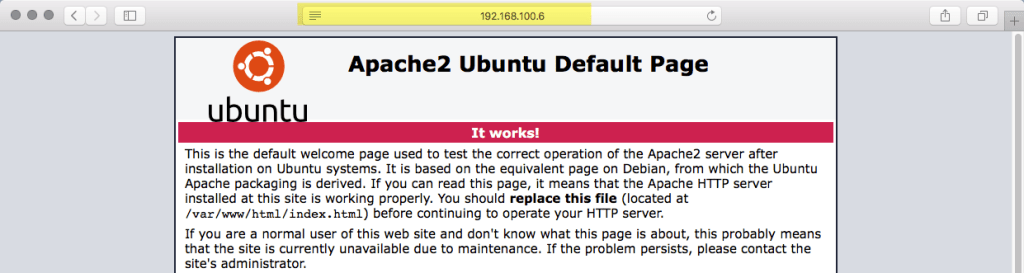 192.168.100.6
Apache2 Ubuntu Default Page
ubuntu
It works!
This is the default welcome page used to test the correct operation of the Apache2 server after
installation on Ubuntu systems. It is based on the equivalent page on Debian, from which the Ubuntu
Apache packaging is derived. If you can read this page, it means that the Apache HTTP server
installed at this site is working properly. You should replace this file (located at
/var/www/html/index.html) before continuing to operate your HTTP server.
If you are a normal user of this web site and don't know what this page is about, this probably means
that the site is currently unavailable due to maintenance. If the problem persists, please contact the
site's administrator.